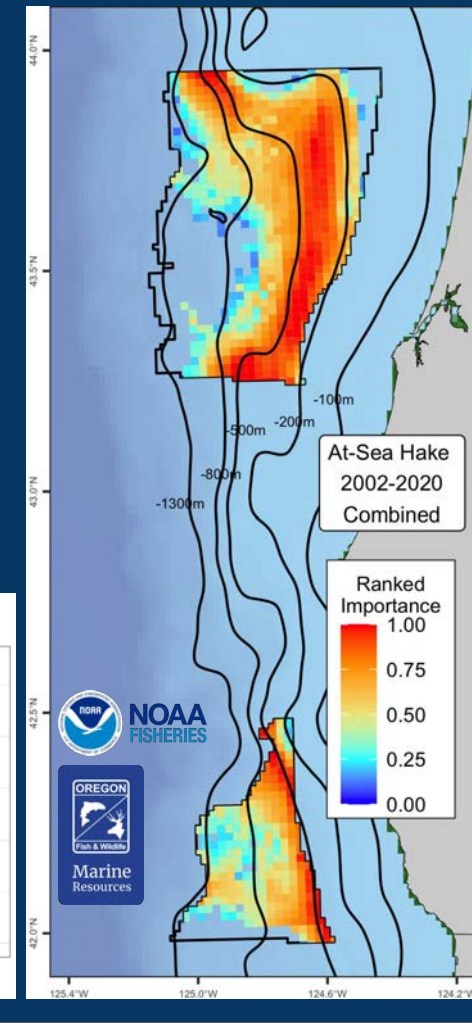 44.0°N
43.5°N
43.0°N
42.5°N
42.0°N
-100m
-200m
-500m
-800m
-1300m
At-Sea Hake
2002-2020
Combined
Ranked
Importance
1.00
0.75
0.50
0.25
0.00
NOAA
NOAA
FISHERIES
OREGON
Fish & Wildlife
Marine
Resources
125.4°W
125.0°W
124.6°W
124.2°W